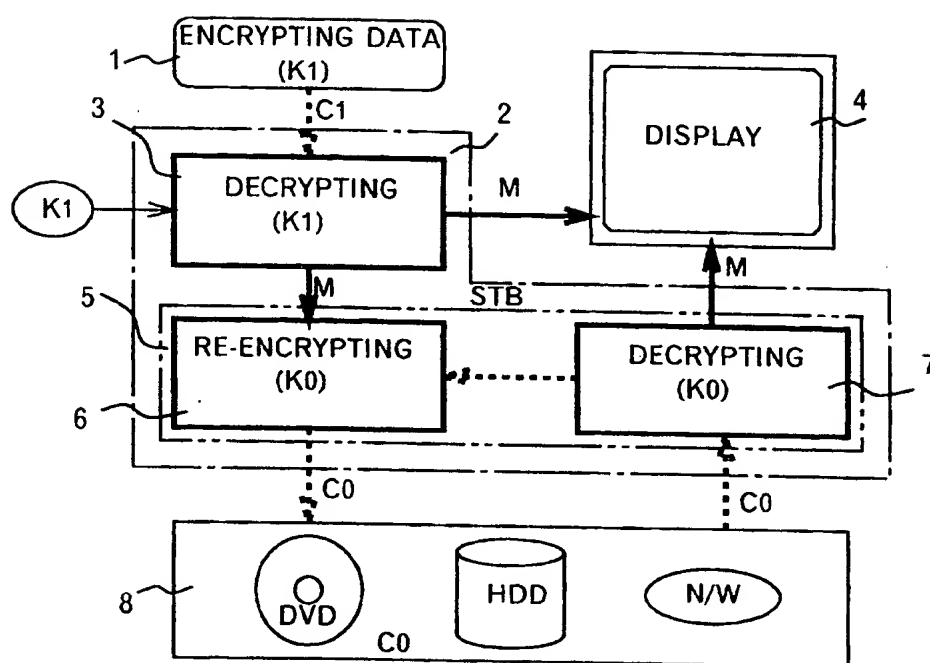 ENCRYPTING DATA
(K1)
1
C1
3
2
DECRYPTING
(K1)
K1
M
DISPLAY
4
M
M
STB
5
RE-ENCRYPTING
(K0)
6
DECRYPTING
(K0)
7
C0
C0
8
DVD
HDD
N/W
C0